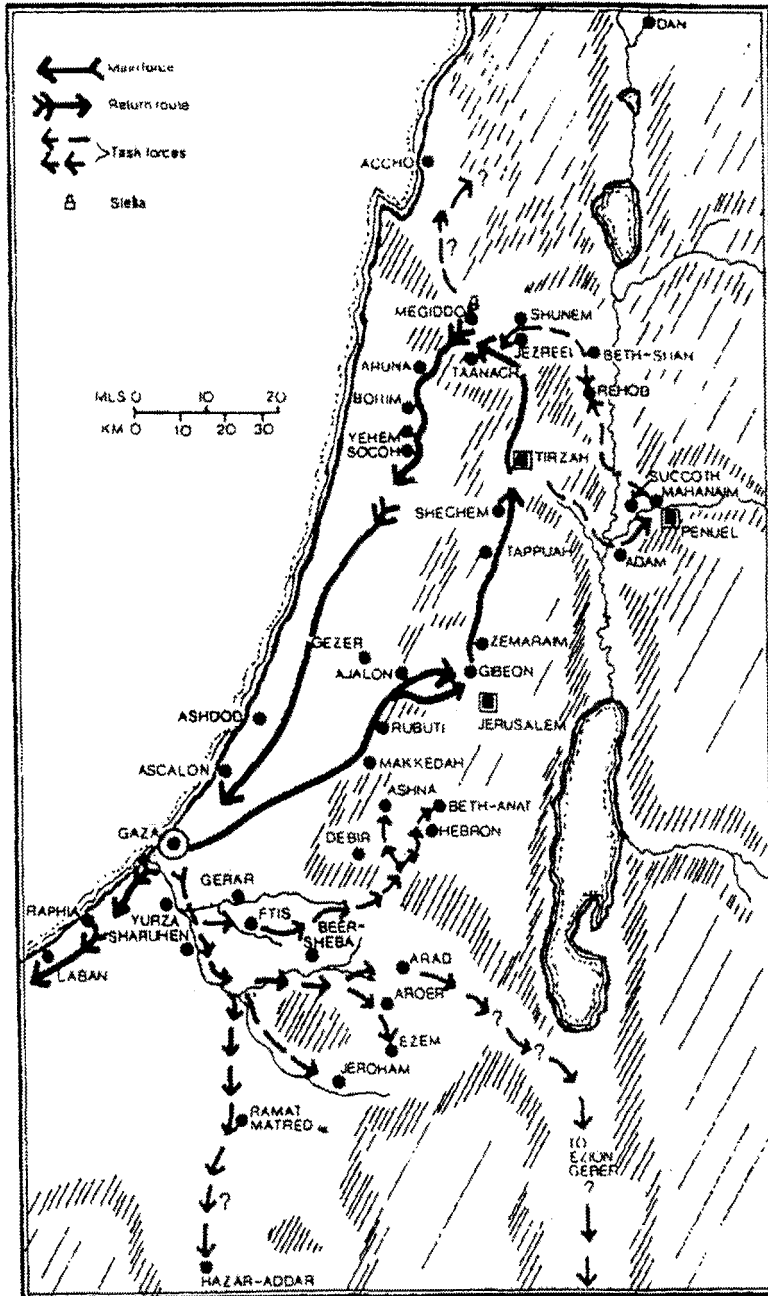 Main force
Return route
Task forces
Stella
DAN
ACCHO
?
?
MEGIDDO
SHUNEM
JEZREEL
BETH-SHAN
ARUNA
TAANACH
REHOB
MLS 0 10 20
KM 0 10 20 30
BORIM
YEHEM
SOCOH
TIRZAH
SUCCOTH
MAHANAIM
PENUEL
SHECHEM
ADAM
TAPPUAH
GEZER
ZEMARAIM
AJALON
GIBEON
ASHDOD
RUBUTI
JERUSALEM
MAKKEDAH
ASCALON
ASHNA
BETH-ANAT
HEBRON
GAZA
DEBIR
GERAR
RAPHIA
YURZA
FTIS
SHARUHEN
BEER-
SHEBA
LABAN
ARAD
AROER
?
?
EZEM
JEROHAM
RAMAT
MATRED
TO
EZION
GEBER
?
?
HAZAR-ADDAR